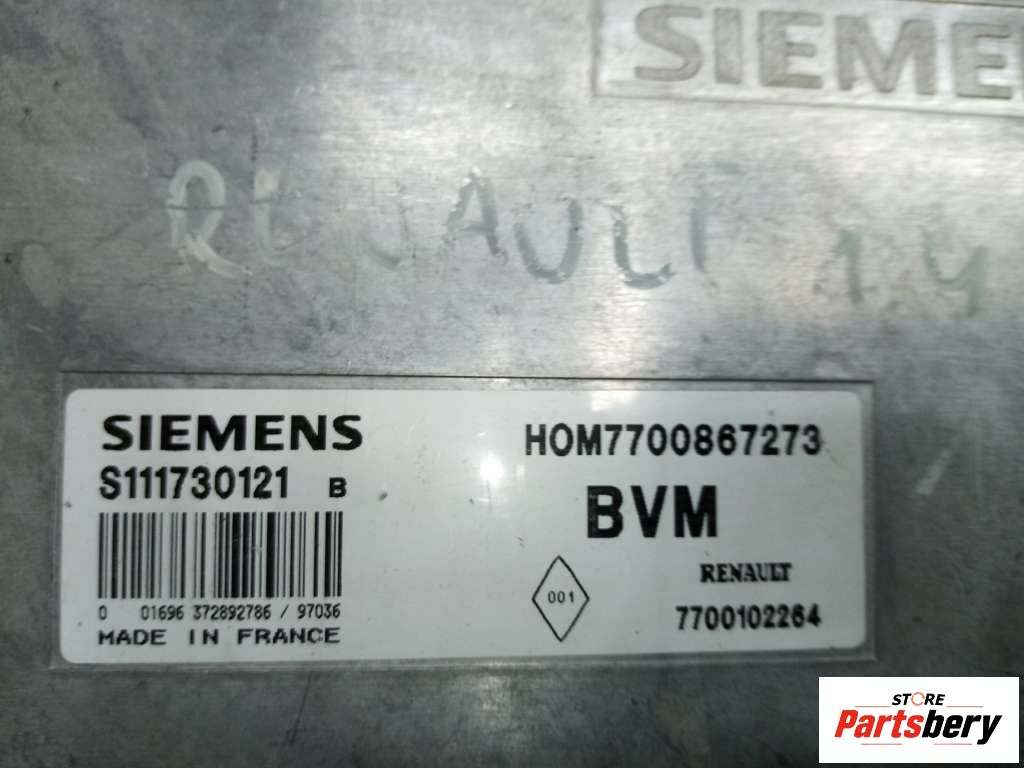 SIEME
RENAULT 1.4
SIEMENS
S111730121 B
HOM7700867273
BVM
001
RENAULT
7700102264
0 01696 372892786 / 97036
MADE IN FRANCE
STORE
Partsbery